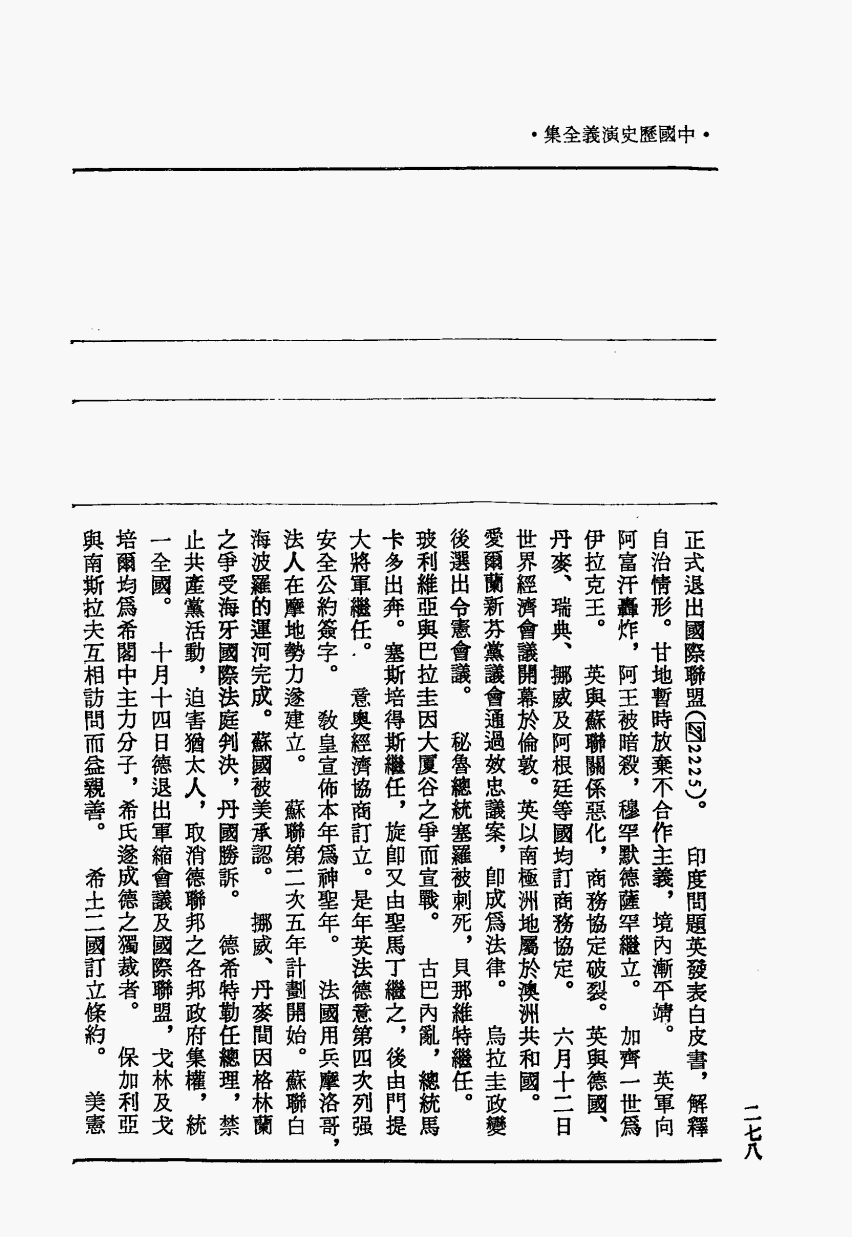 ·中國歷史演義全集·
正式退出國際聯盟(2225)。　印度問題英發表白皮書，解釋
自治情形。甘地暫時放棄不合作主義，境內漸平靖。　英軍向
阿富汗轟炸，阿王被暗殺，穆罕默德薩罕繼立。　加齊一世爲
伊拉克王。　英與蘇聯關係惡化，商務協定破裂。英與德國、
丹麥、瑞典、挪威及阿根廷等國均訂商務協定。　六月十二日
世界經濟會議開幕於倫敦。英以南極洲地屬於澳洲共和國。
愛爾蘭新芬黨議會通過效忠議案，卽成爲法律。　烏拉圭政變
後選出令憲會議。　秘魯總統塞羅被刺死，貝那維特繼任。
玻利維亞與巴拉圭因大厦谷之爭而宣戰。　古巴內亂，總統馬
卡多出奔。塞斯培得斯繼任，旋卽又由聖馬丁繼之，後由門提
大將軍繼任。　意奧經濟協商訂立。是年英法德意第四次列强
安全公約簽字。　敎皇宣佈本年爲神聖年。　法國用兵摩洛哥，
法人在摩地勢力遂建立。　蘇聯第二次五年計劃開始。蘇聯白
海波羅的運河完成。蘇國被美承認。　挪威、丹麥間因格林蘭
之爭受海牙國際法庭判決，丹國勝訴。　德希特勒任總理，禁
止共產黨活動，迫害猶太人，取消德聯邦之各邦政府集權，統
一全國。　十月十四日德退出軍縮會議及國際聯盟，戈林及戈
培爾均爲希閣中主力分子，希氏遂成德之獨裁者。　保加利亞
與南斯拉夫互相訪問而益親善。　希土二國訂立條約。　美憲
二七八